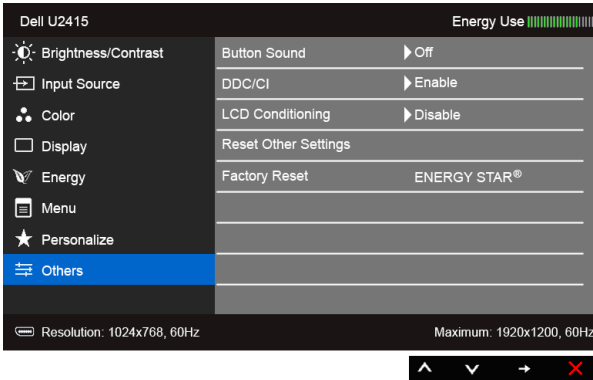 Dell U2415 Energy Use
Brightness/Contrast Button Sound Off
Input Source DDC/CI Enable
Color LCD Conditioning Disable
Display Reset Other Settings
Energy Factory Reset ENERGY STAR®
Menu
Personalize
Others
Resolution: 1024x768, 60Hz Maximum: 1920x1200, 60Hz